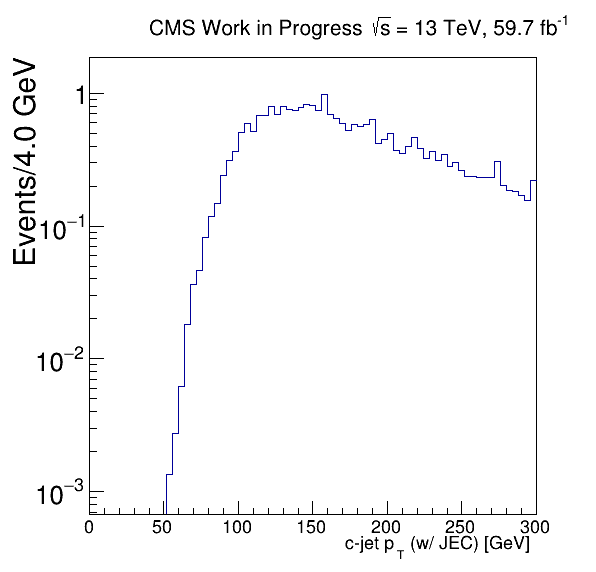 CMS Work in Progress √s = 13 TeV, 59.7 fb⁻¹
Events/4.0 GeV
1
10⁻¹
10⁻²
10⁻³
0 50 100 150 200 250 300
c-jet p_T (w/ JEC) [GeV]